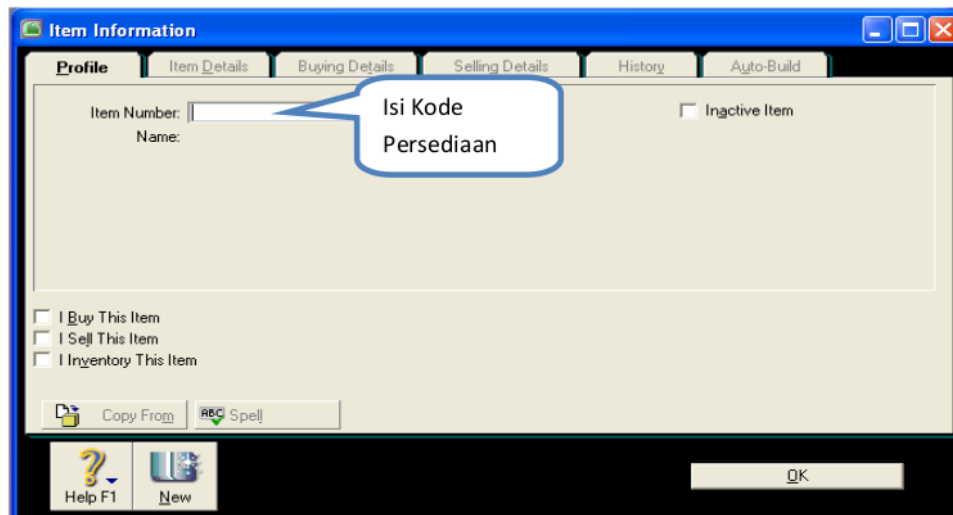 Item Information
Profile Item Details Buying Details Selling Details History Auto-Build
Item Number:
Isi Kode
Persediaan
Inactive Item
Name:
I Buy This Item
I Sell This Item
I Inventory This Item
Copy From ABC Spell
Help F1 New OK